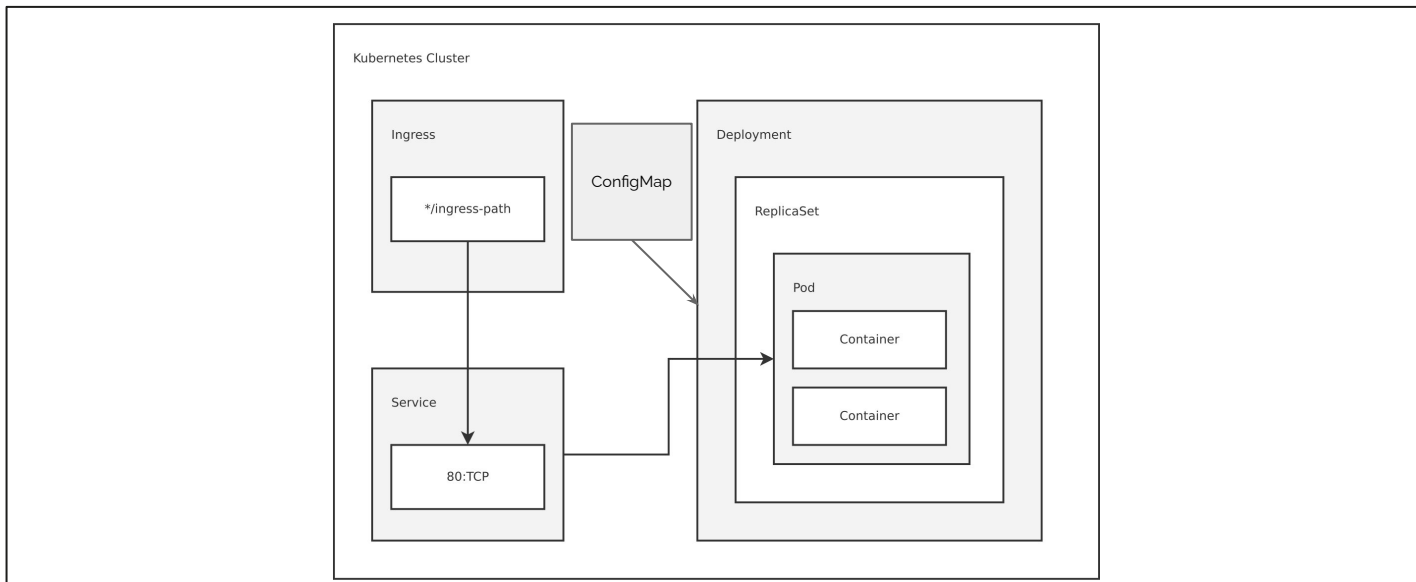 Kubernetes Cluster
Ingress
*/ingress-path
ConfigMap
Deployment
ReplicaSet
Pod
Container
Container
Service
80:TCP